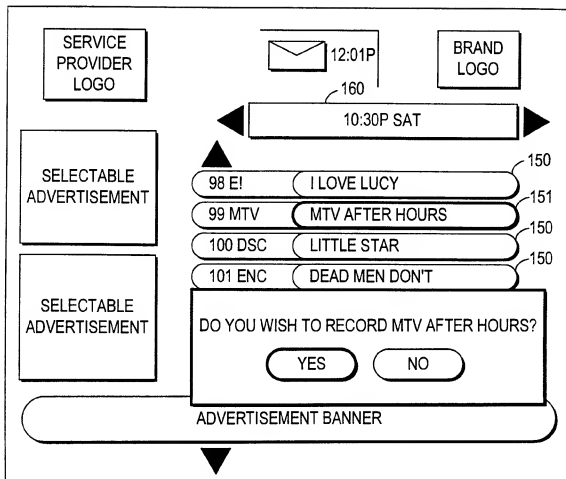 SERVICE
PROVIDER
LOGO
12:01P
BRAND
LOGO
160
10:30P SAT
SELECTABLE
ADVERTISEMENT
150
98 E! I LOVE LUCY
151
99 MTV MTV AFTER HOURS
150
100 DSC LITTLE STAR
150
101 ENC DEAD MEN DON'T
SELECTABLE
ADVERTISEMENT
DO YOU WISH TO RECORD MTV AFTER HOURS?
YES NO
ADVERTISEMENT BANNER